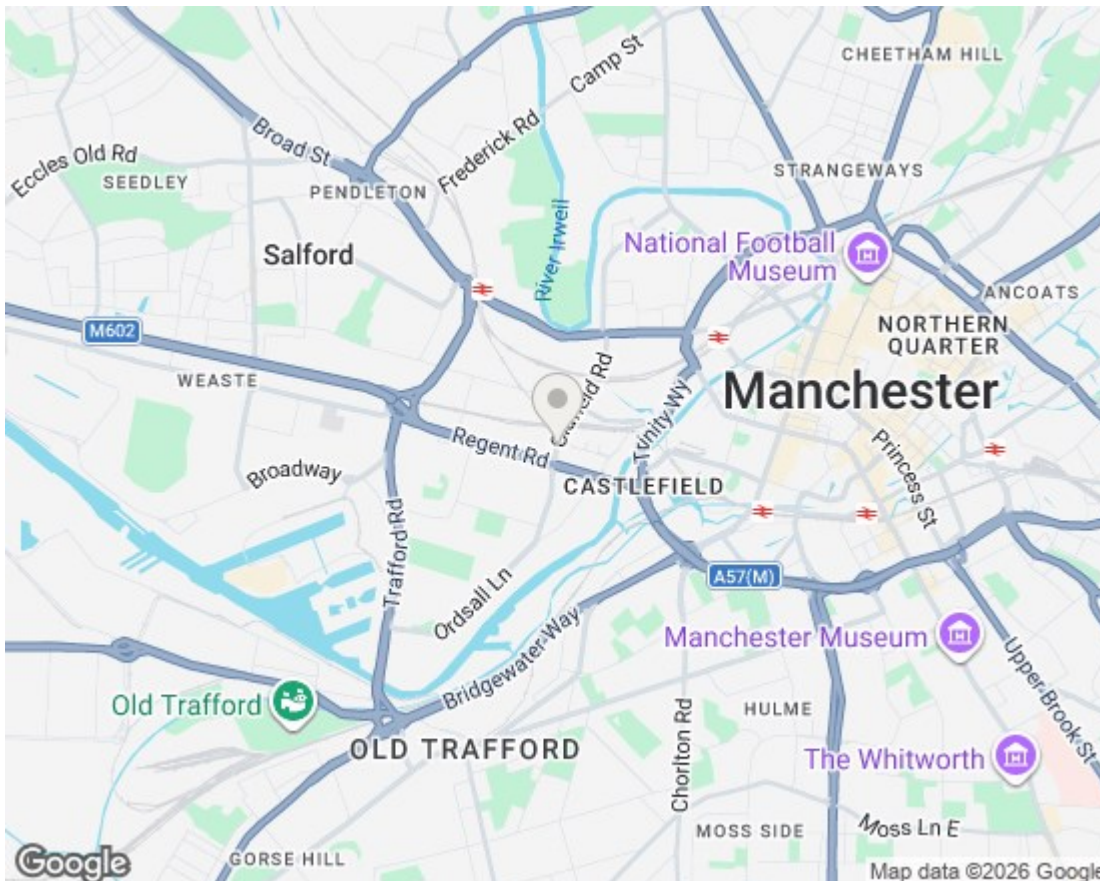 CHEETHAM HILL
Camp St
Broad St
Frederick Rd
Eccles Old Rd
SEEDLEY
PENDLETON
STRANGEWAYS
Salford
River Irwell
National Football
Museum
ANCOATS
M602
NORTHERN
QUARTER
WEASTE
Manchester
Oldfield Rd
Trinity Wy
Regent Rd
Princess St
Broadway
CASTLEFIELD
Trafford Rd
A57(M)
Ordsall Ln
Manchester Museum
Bridgewater Way
Upper Brook St
Old Trafford
HULME
OLD TRAFFORD
Chorlton Rd
The Whitworth
MOSS SIDE
Moss Ln E
GORSE HILL
Google
Map data ©2026 Google